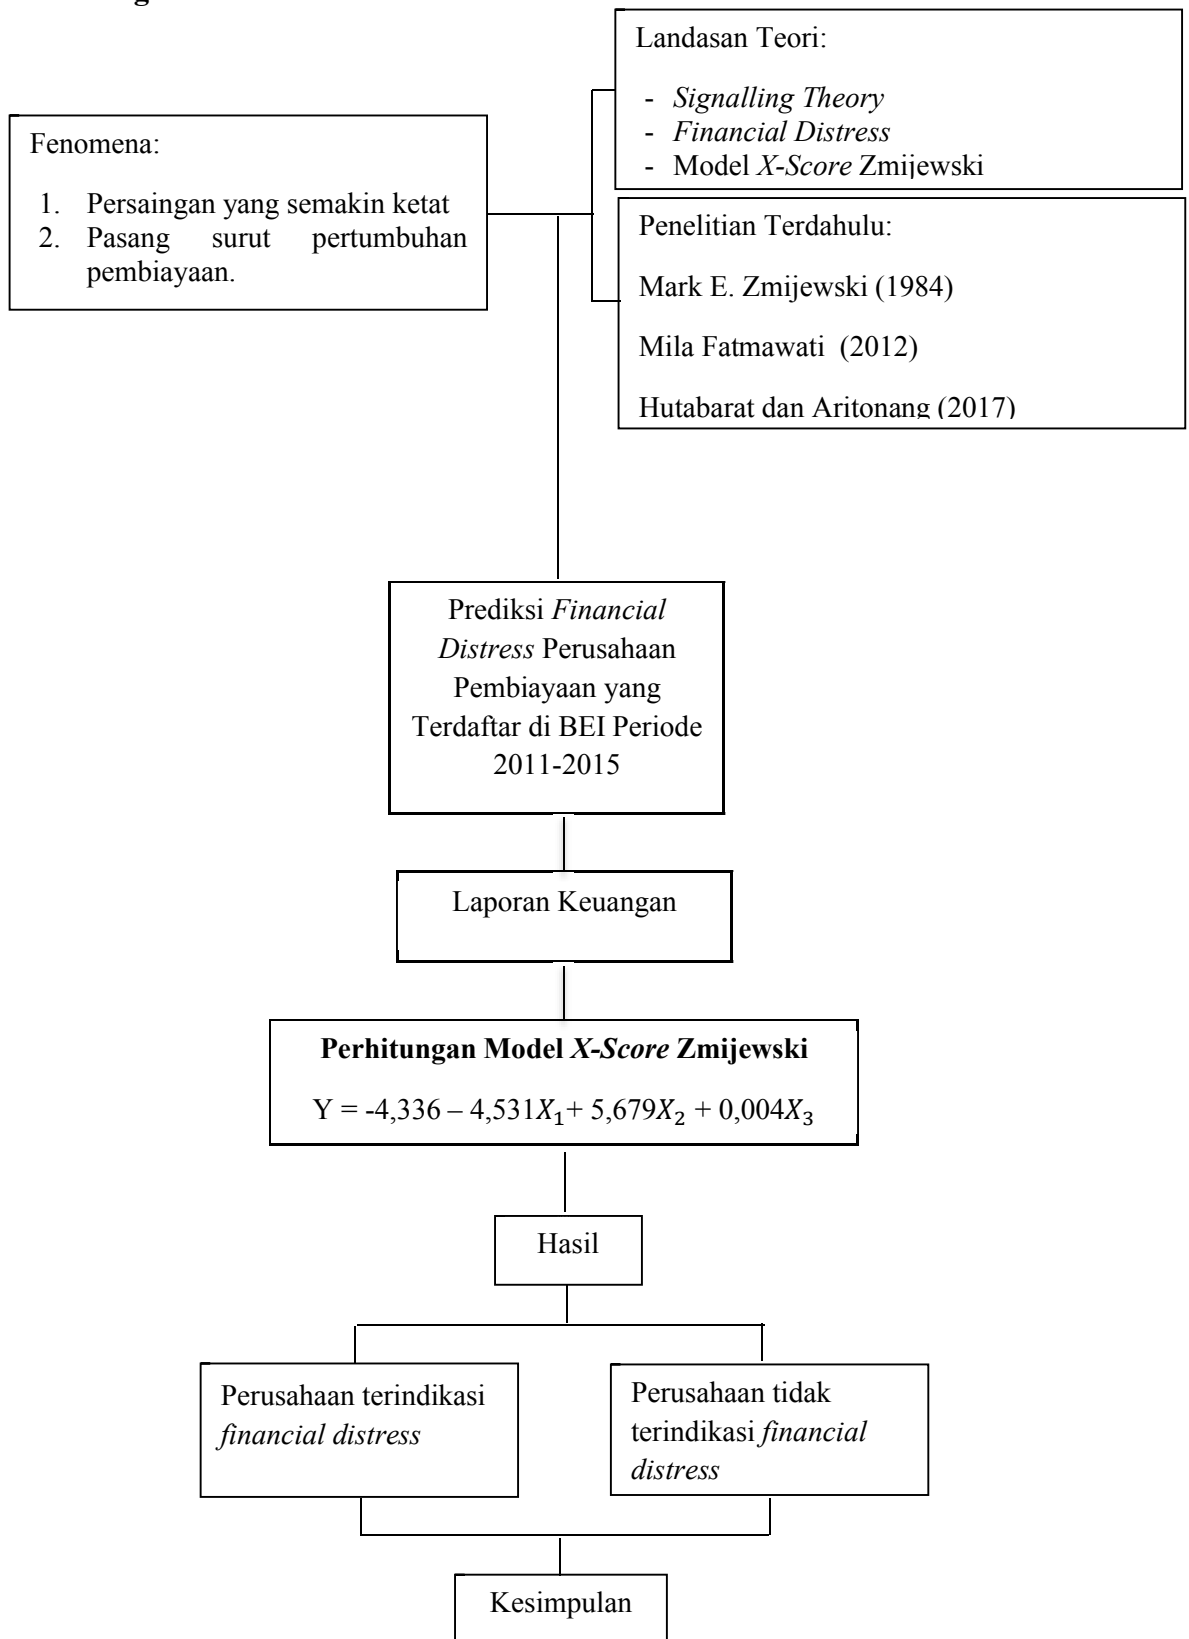 Landasan Teori:
- Signalling Theory
- Financial Distress
- Model X-Score Zmijewski
Fenomena:
1. Persaingan yang semakin ketat
2. Pasang surut pertumbuhan
pembiayaan.
Penelitian Terdahulu:
Mark E. Zmijewski (1984)
Mila Fatmawati (2012)
Hutabarat dan Aritonang (2017)
Prediksi Financial
Distress Perusahaan
Pembiayaan yang
Terdaftar di BEI Periode
2011-2015
Laporan Keuangan
Perhitungan Model X-Score Zmijewski
Y = -4,336 – 4,531X₁+ 5,679X₂ + 0,004X₃
Hasil
Perusahaan terindikasi
financial distress
Perusahaan tidak
terindikasi financial
distress
Kesimpulan